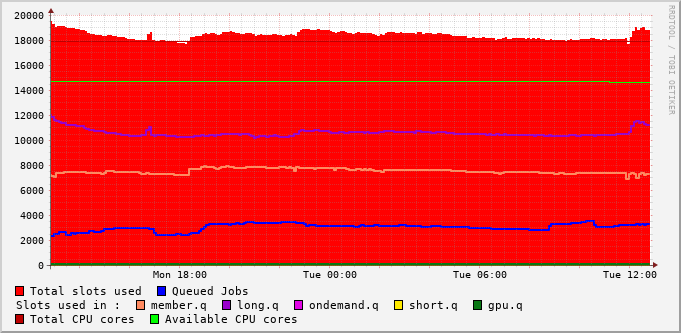 20000
18000
16000
14000
12000
10000
8000
6000
4000
2000
0
Mon 18:00 Tue 00:00 Tue 06:00 Tue 12:00
Total slots used Queued Jobs
Slots used in : member.q long.q ondemand.q short.q gpu.q
Total CPU cores Available CPU cores
RRDTOOL / TOBI OETIKER